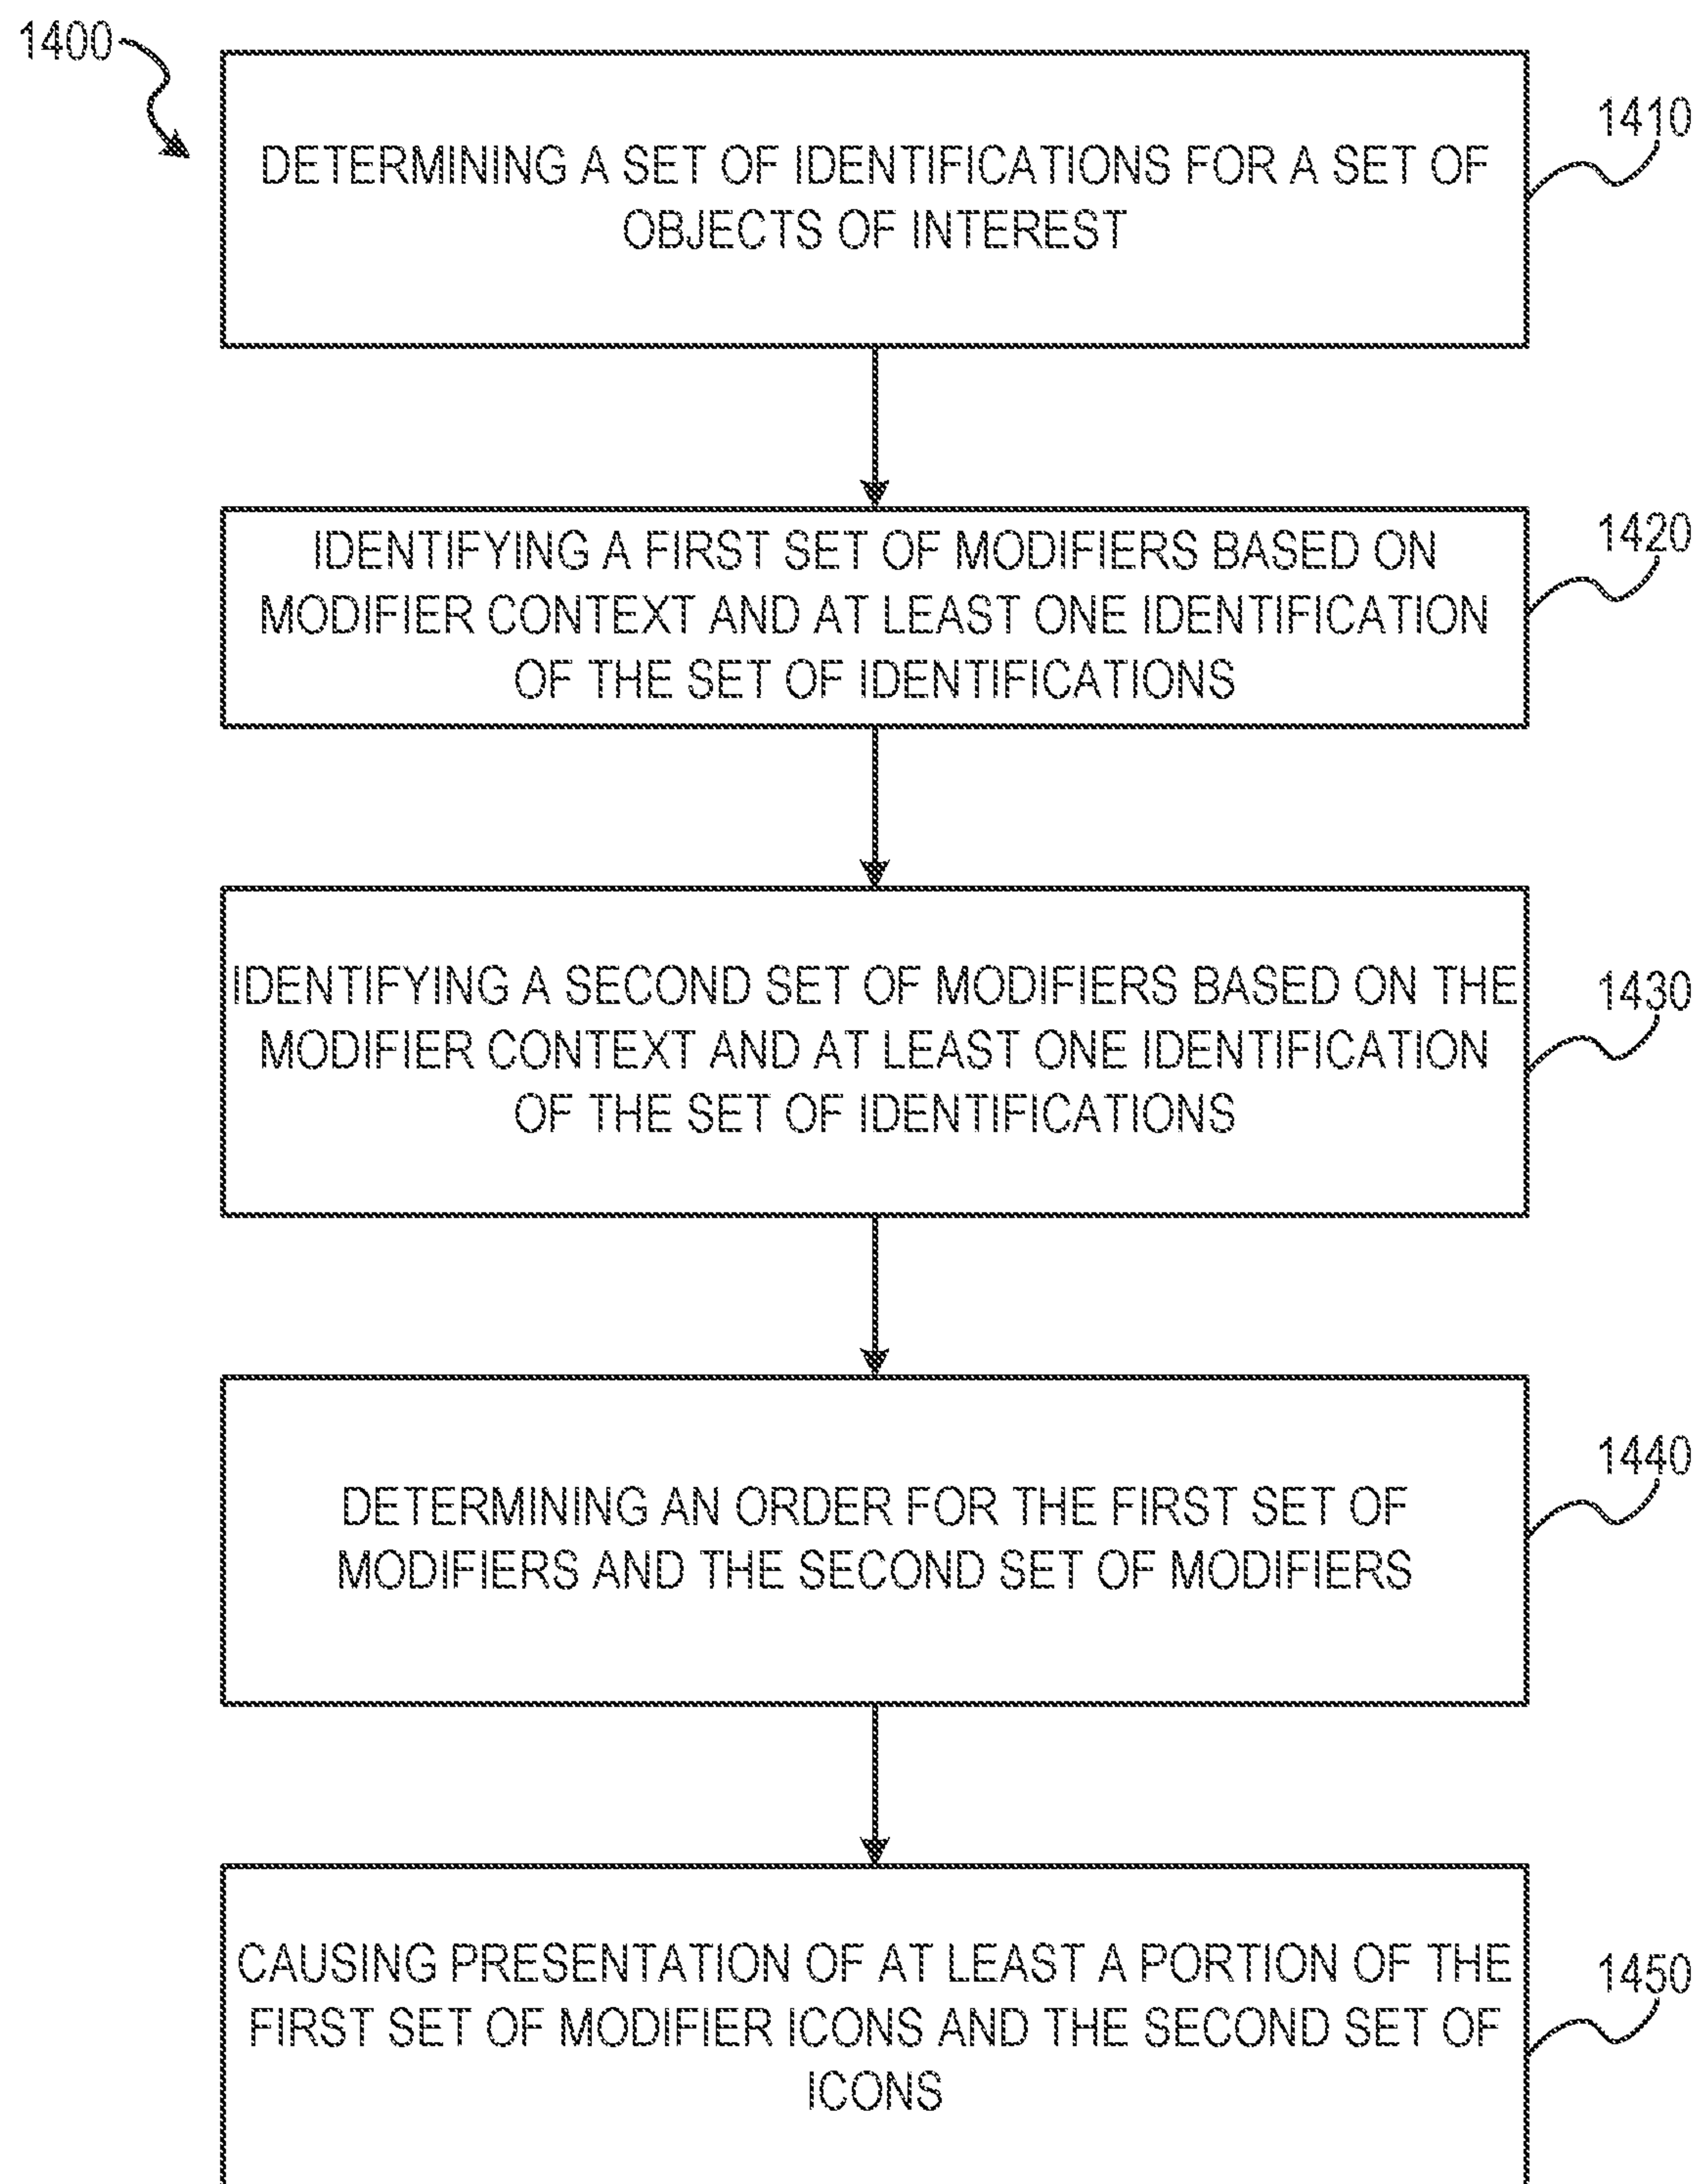 1400
1410
DETERMINING A SET OF IDENTIFICATIONS FOR A SET OF
OBJECTS OF INTEREST
1420
IDENTIFYING A FIRST SET OF MODIFIERS BASED ON
MODIFIER CONTEXT AND AT LEAST ONE IDENTIFICATION
OF THE SET OF IDENTIFICATIONS
1430
IDENTIFYING A SECOND SET OF MODIFIERS BASED ON THE
MODIFIER CONTEXT AND AT LEAST ONE IDENTIFICATION
OF THE SET OF IDENTIFICATIONS
1440
DETERMINING AN ORDER FOR THE FIRST SET OF
MODIFIERS AND THE SECOND SET OF MODIFIERS
1450
CAUSING PRESENTATION OF AT LEAST A PORTION OF THE
FIRST SET OF MODIFIER ICONS AND THE SECOND SET OF
ICONS